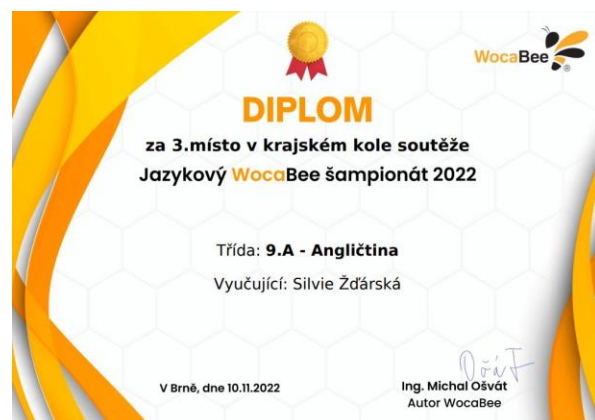 WocaBee
DIPLOM
za 3.místo v krajském kole soutěže
Jazykový WocaBee šampionát 2022
Třída: 9.A - Angličtina
Vyučující: Silvie Žďárská
V Brně, dne 10.11.2022
Ing. Michal Ošvát
Autor WocaBee